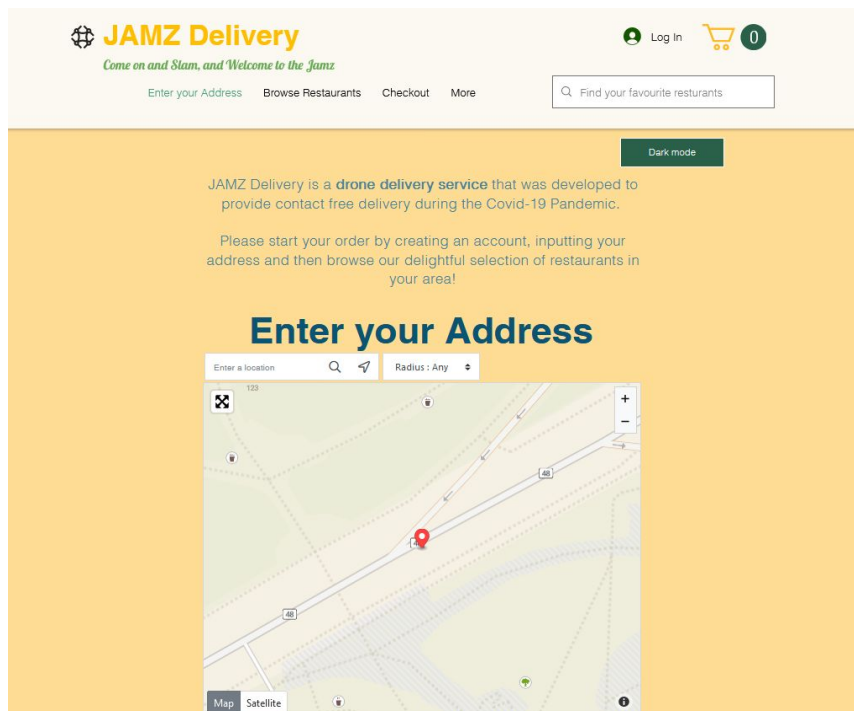 JAMZ Delivery
Come on and Slam, and Welcome to the Jamz
Log In
0
Enter your Address
Browse Restaurants
Checkout
More
Find your favourite resturants
Dark mode
JAMZ Delivery is a drone delivery service that was developed to
provide contact free delivery during the Covid-19 Pandemic.
Please start your order by creating an account, inputting your
address and then browse our delightful selection of restaurants in
your area!
Enter your Address
Enter a location
Radius : Any
123
+
−
48
48
Map
Satellite